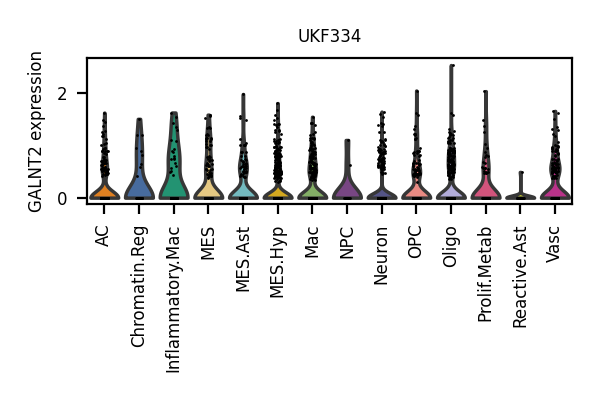 UKF334
GALNT2 expression
2
0
AC
Chromatin.Reg
Inflammatory.Mac
MES
MES.Ast
MES.Hyp
Mac
NPC
Neuron
OPC
Oligo
Prolif.Metab
Reactive.Ast
Vasc